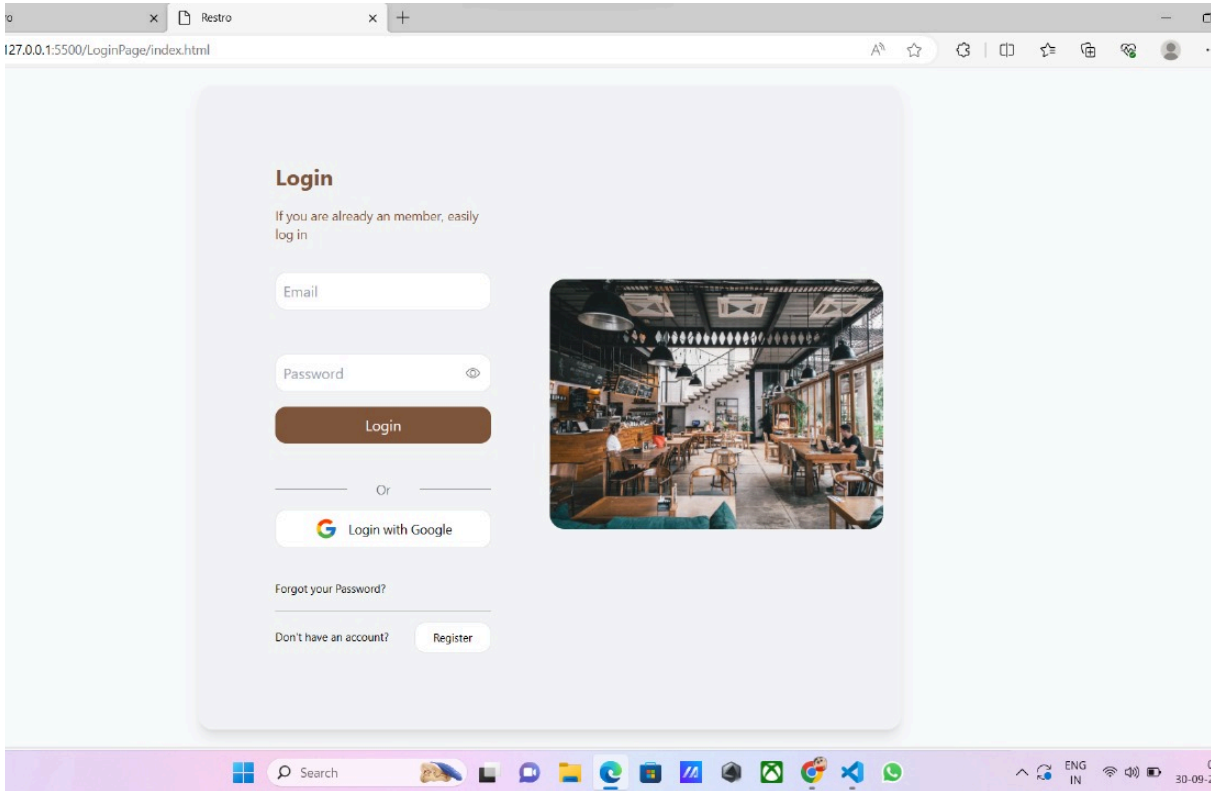 Restro
127.0.0.1:5500/LoginPage/index.html
Login
If you are already an member, easily
log in
Email
Password
Login
Or
Login with Google
Forgot your Password?
Don't have an account?
Register
Search
ENG
IN